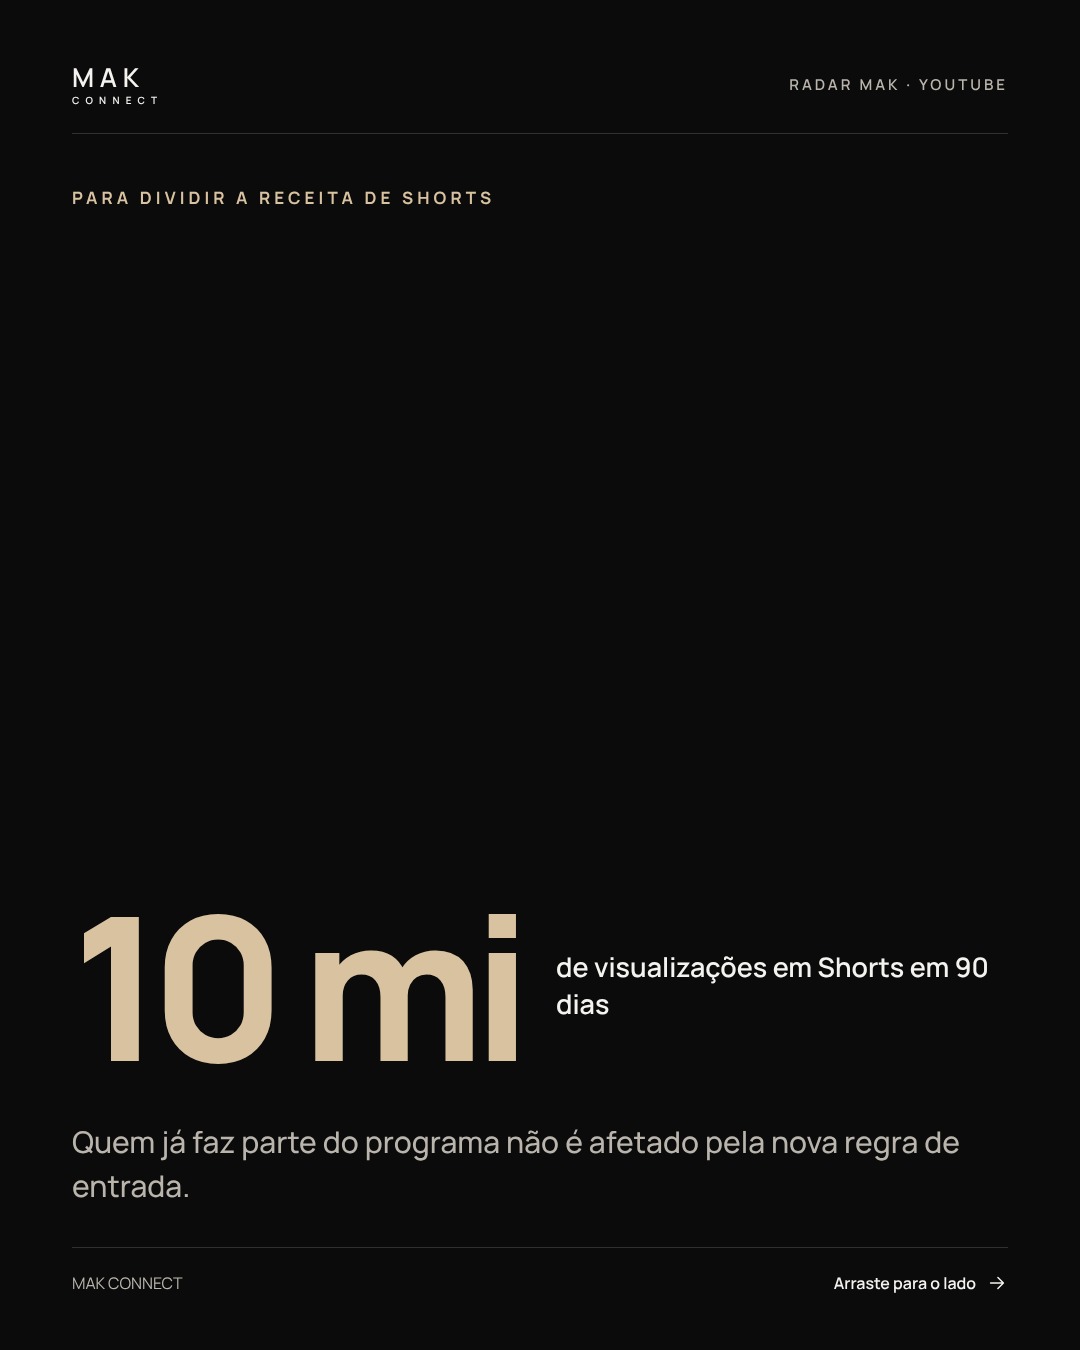 MAK
CONNECT
RADAR MAK · YOUTUBE
PARA DIVIDIR A RECEITA DE SHORTS
10 mi
de visualizações em Shorts em 90
dias
Quem já faz parte do programa não é afetado pela nova regra de
entrada.
MAK CONNECT
Arraste para o lado →